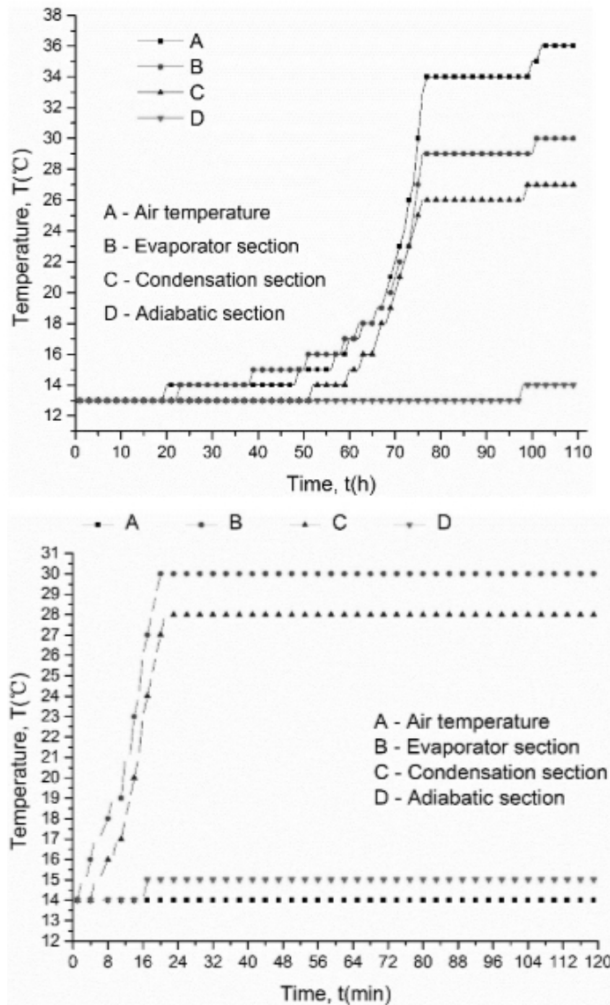 38
36
34
32
30
28
26
24
22
20
18
16
14
12
Temperature, T(℃)
A
B
C
D
A - Air temperature
B - Evaporator section
C - Condensation section
D - Adiabatic section
0 10 20 30 40 50 60 70 80 90 100 110
Time, t(h)
A B C D
31
30
29
28
27
26
25
24
23
22
21
20
19
18
17
16
15
14
13
12
Temperature, T(℃)
A - Air temperature
B - Evaporator section
C - Condensation section
D - Adiabatic section
0 8 16 24 32 40 48 56 64 72 80 88 96 104 112 120
Time, t(min)